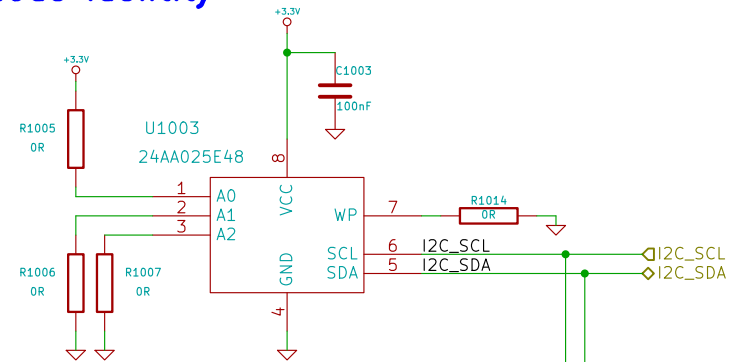 +3.3V
+3.3V
C1003
100nF
R1005
0R
U1003
24AA025E48
8
VCC
1
A0
2
A1
3
A2
WP
7
R1014
0R
SCL
6
I2C_SCL
I2C_SCL
SDA
5
I2C_SDA
I2C_SDA
GND
4
R1006
0R
R1007
0R